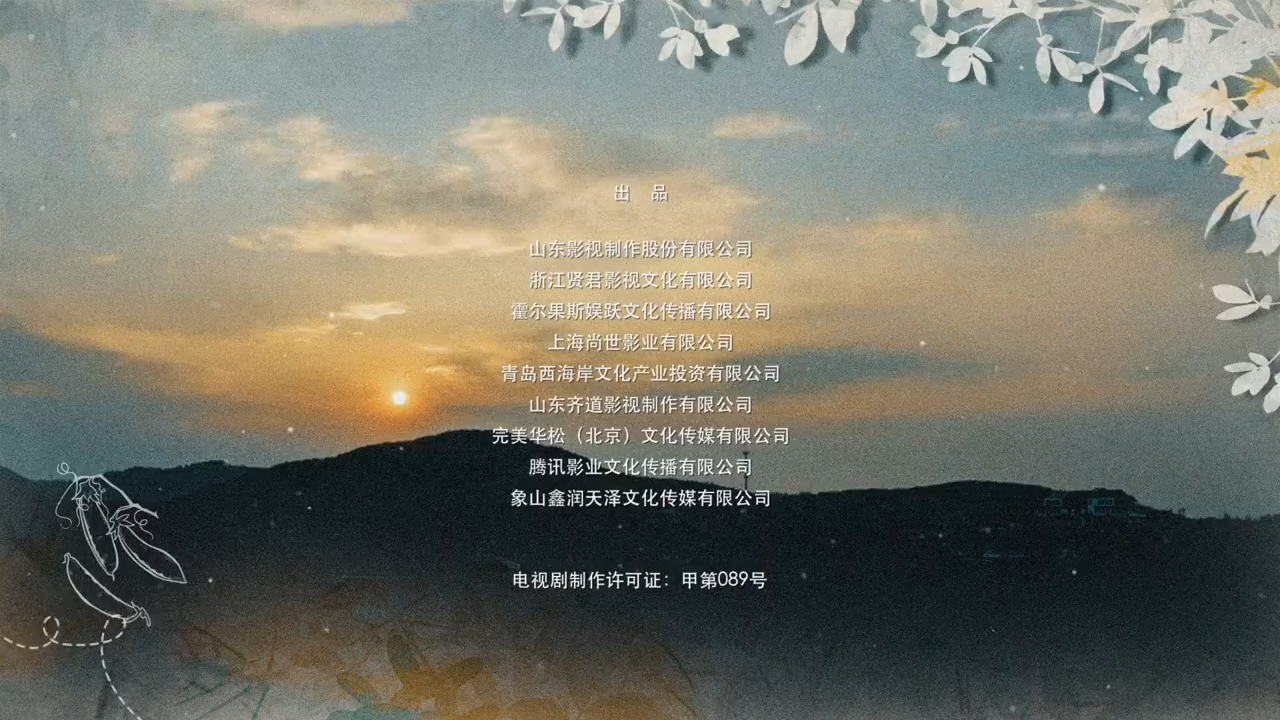 出 品
山东影视制作股份有限公司
浙江贤君影视文化有限公司
霍尔果斯娱跃文化传播有限公司
上海尚世影业有限公司
青岛西海岸文化产业投资有限公司
山东齐道影视制作有限公司
完美华松（北京）文化传媒有限公司
腾讯影业文化传播有限公司
象山鑫润天泽文化传媒有限公司
电视剧制作许可证：甲第089号